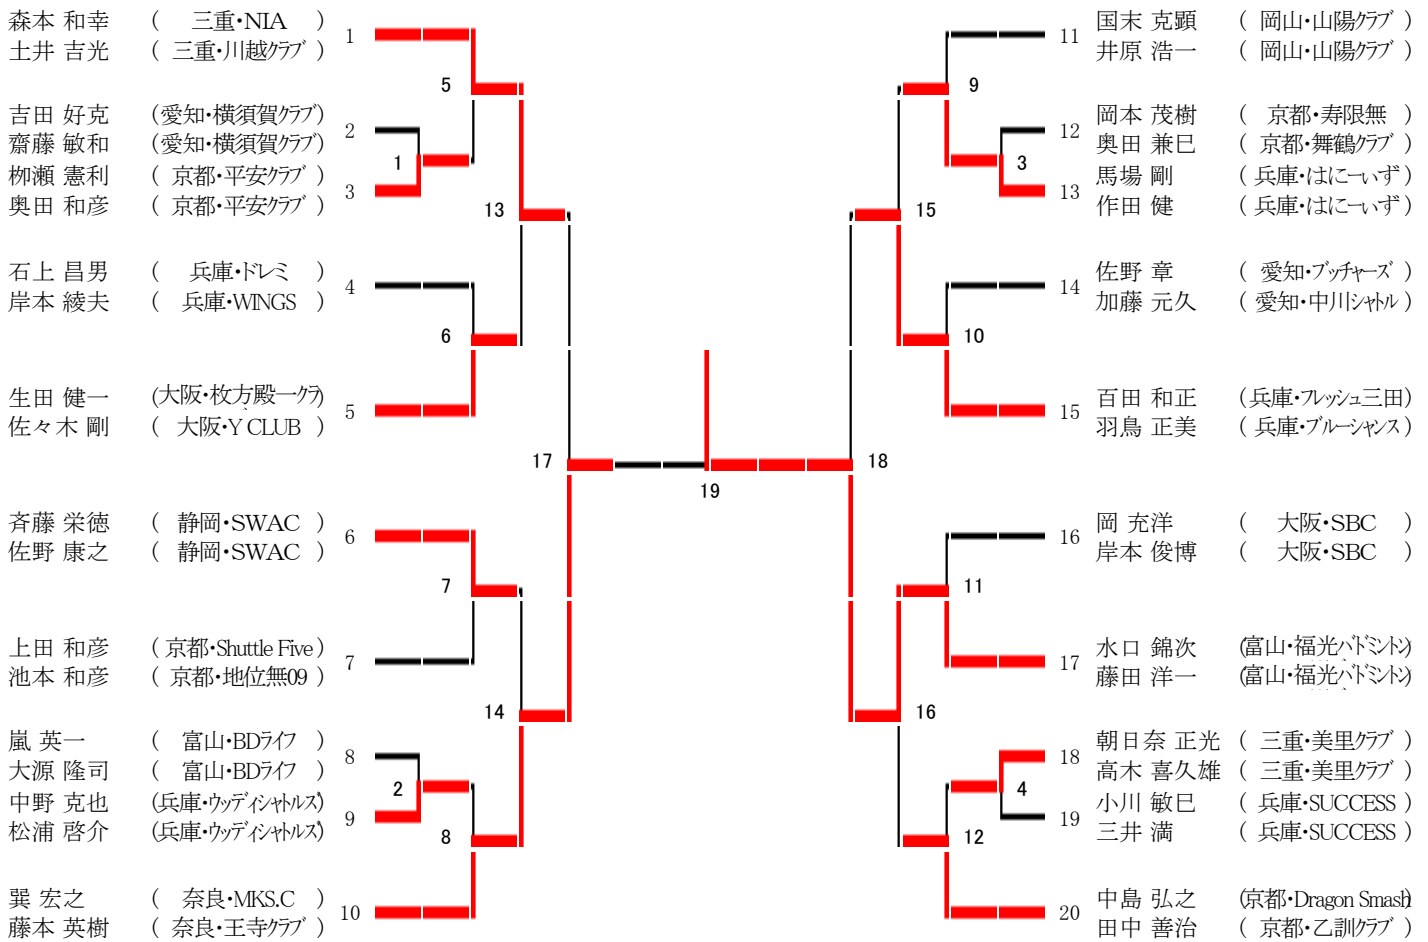 森本 和幸 ( 三重・NIA )
土井 吉光 ( 三重・川越クラブ )
1
5
吉田 好克 (愛知・横須賀クラブ)
齋藤 敏和 (愛知・横須賀クラブ)
2
1
栁瀬 憲利 ( 京都・平安クラブ )
奥田 和彦 ( 京都・平安クラブ )
3
13
石上 昌男 ( 兵庫・ドレミ )
岸本 綾夫 ( 兵庫・WINGS )
4
6
生田 健一 (大阪・枚方殿一クラ)
佐々木 剛 ( 大阪・Y CLUB )
5
17
斉藤 栄徳 ( 静岡・SWAC )
佐野 康之 ( 静岡・SWAC )
6
7
上田 和彦 ( 京都・Shuttle Five )
池本 和彦 ( 京都・地位無09 )
7
14
嵐 英一 ( 富山・BDライフ )
大源 隆司 ( 富山・BDライフ )
8
2
中野 克也 (兵庫・ウッディシャトルズ)
松浦 啓介 (兵庫・ウッディシャトルズ)
9
8
巽 宏之 ( 奈良・MKS.C )
藤本 英樹 ( 奈良・王寺クラブ )
10
19
11
国末 克顕 ( 岡山・山陽クラブ )
井原 浩一 ( 岡山・山陽クラブ )
9
12
岡本 茂樹 ( 京都・寿限無 )
奥田 兼巳 ( 京都・舞鶴クラブ )
3
13
馬場 剛 ( 兵庫・はにーいず )
作田 健 ( 兵庫・はにーいず )
15
14
佐野 章 ( 愛知・ブッチャーズ )
加藤 元久 ( 愛知・中川シャトル )
10
15
百田 和正 (兵庫・フレッシュ三田)
羽鳥 正美 ( 兵庫・ブルーシャンス )
18
16
岡 充洋 ( 大阪・SBC )
岸本 俊博 ( 大阪・SBC )
11
17
水口 錦次 (富山・福光バドミントン)
藤田 洋一 (富山・福光バドミントン)
16
18
朝日奈 正光 ( 三重・美里クラブ )
高木 喜久雄 ( 三重・美里クラブ )
4
19
小川 敏巳 ( 兵庫・SUCCESS )
三井 満 ( 兵庫・SUCCESS )
12
20
中島 弘之 (京都・Dragon Smash)
田中 善治 ( 京都・乙訓クラブ )